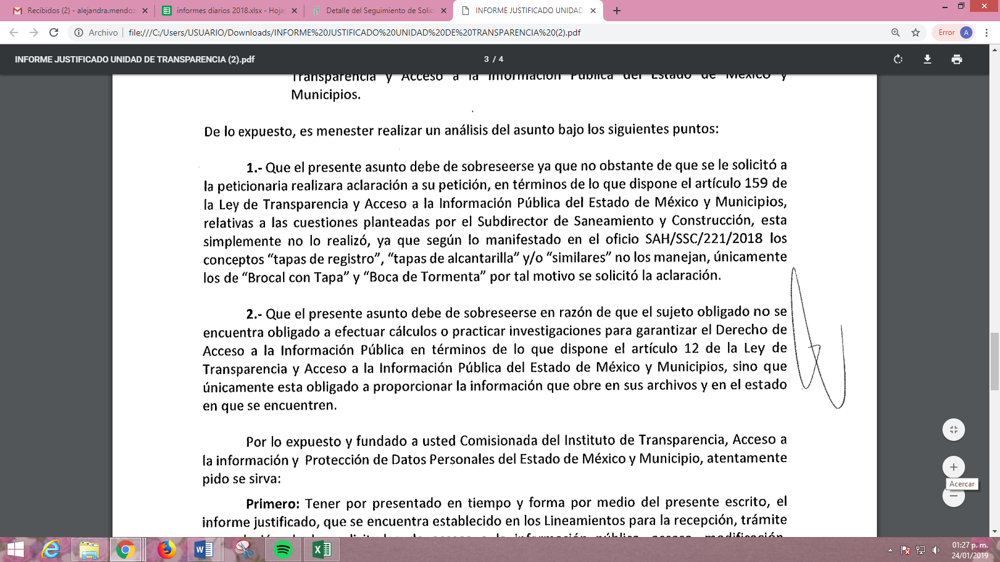 Recibidos (2) - alejandra.mendoz
informes diarios 2018.xlsx - Hoja
Detalle del Seguimiento de Solic
INFORME JUSTIFICADO UNIDAD
Archivo
file:///C:/Users/USUARIO/Downloads/INFORME%20JUSTIFICADO%20UNIDAD%20DE%20TRANSPARENCIA%20(2).pdf
Error A
INFORME JUSTIFICADO UNIDAD DE TRANSPARENCIA (2).pdf
3 / 4
Transparencia y Acceso a la Información Pública del Estado de México y
Municipios.
De lo expuesto, es menester realizar un análisis del asunto bajo los siguientes puntos:
1.- Que el presente asunto debe de sobreseerse ya que no obstante de que se le solicitó a
la peticionaria realizara aclaración a su petición, en términos de lo que dispone el artículo 159 de
la Ley de Transparencia y Acceso a la Información Pública del Estado de México y Municipios,
relativas a las cuestiones planteadas por el Subdirector de Saneamiento y Construcción, esta
simplemente no lo realizó, ya que según lo manifestado en el oficio SAH/SSC/221/2018 los
conceptos “tapas de registro”, “tapas de alcantarilla” y/o “similares” no los manejan, únicamente
los de “Brocal con Tapa” y “Boca de Tormenta” por tal motivo se solicitó la aclaración.
2.- Que el presente asunto debe de sobreseerse en razón de que el sujeto obligado no se
encuentra obligado a efectuar cálculos o practicar investigaciones para garantizar el Derecho de
Acceso a la Información Pública en términos de lo que dispone el artículo 12 de la Ley de
Transparencia y Acceso a la Información Pública del Estado de México y Municipios, sino que
únicamente esta obligado a proporcionar la información que obre en sus archivos y en el estado
en que se encuentren.
Por lo expuesto y fundado a usted Comisionada del Instituto de Transparencia, Acceso a
la información y Protección de Datos Personales del Estado de México y Municipio, atentamente
pido se sirva:
Acercar
Primero: Tener por presentado en tiempo y forma por medio del presente escrito, el
informe justificado, que se encuentra establecido en los Lineamientos para la recepción, trámite
01:27 p. m.
24/01/2019